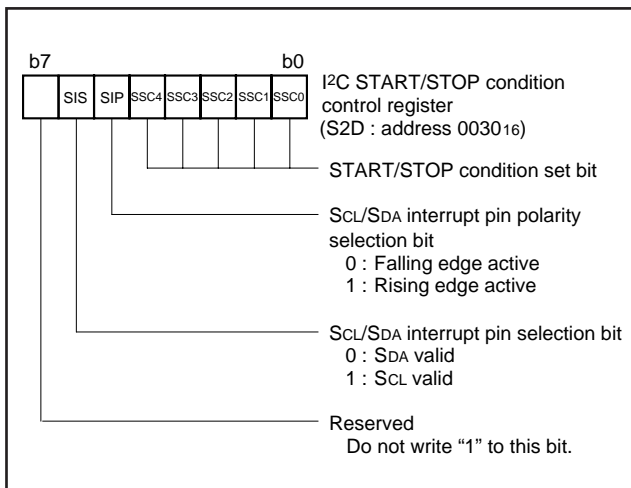 b7 b0
SIS SIP SSC4 SSC3 SSC2 SSC1 SSC0
I2C START/STOP condition
control register
(S2D : address 003016)
START/STOP condition set bit
SCL/SDA interrupt pin polarity
selection bit
0 : Falling edge active
1 : Rising edge active
SCL/SDA interrupt pin selection bit
0 : SDA valid
1 : SCL valid
Reserved
Do not write “1” to this bit.